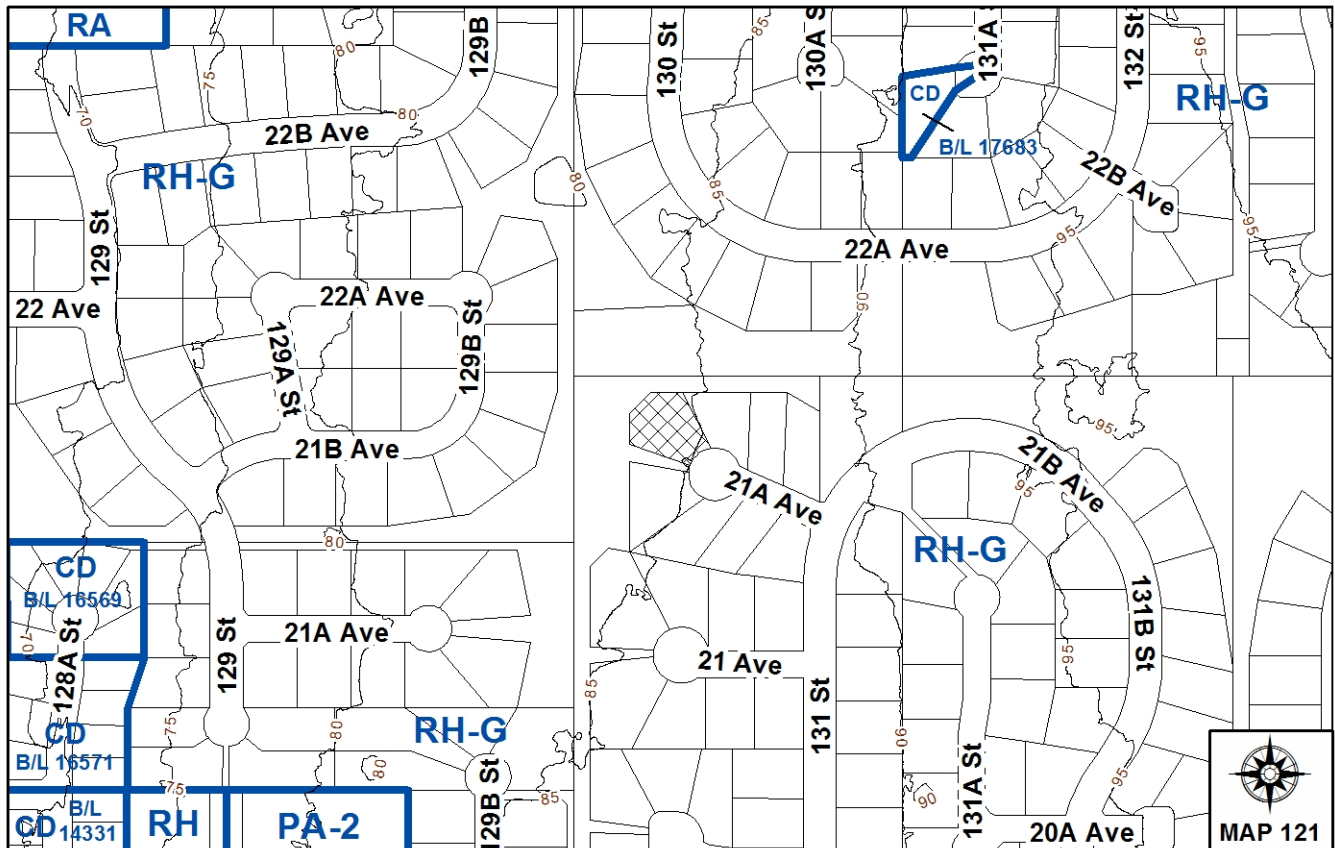 RA
129B
130 St
85
130A S
131A S
132 St
95
80
75
70
80
22B Ave
CD
B/L 17683
RH-G
RH-G
80
85
22B Ave
129 St
95
95
22A Ave
22 Ave
22A Ave
90
129A St
129B St
21B Ave
95
21B Ave
95
21A Ave
80
RH-G
CD
B/L 16569
70
128A St
129 St
21A Ave
21 Ave
131B St
95
85
131 St
90
75
80
RH-G
CD
B/L 16571
80
75
85
129B St
90
131A St
95
20A Ave
CD
B/L
14331
RH
PA-2
MAP 121